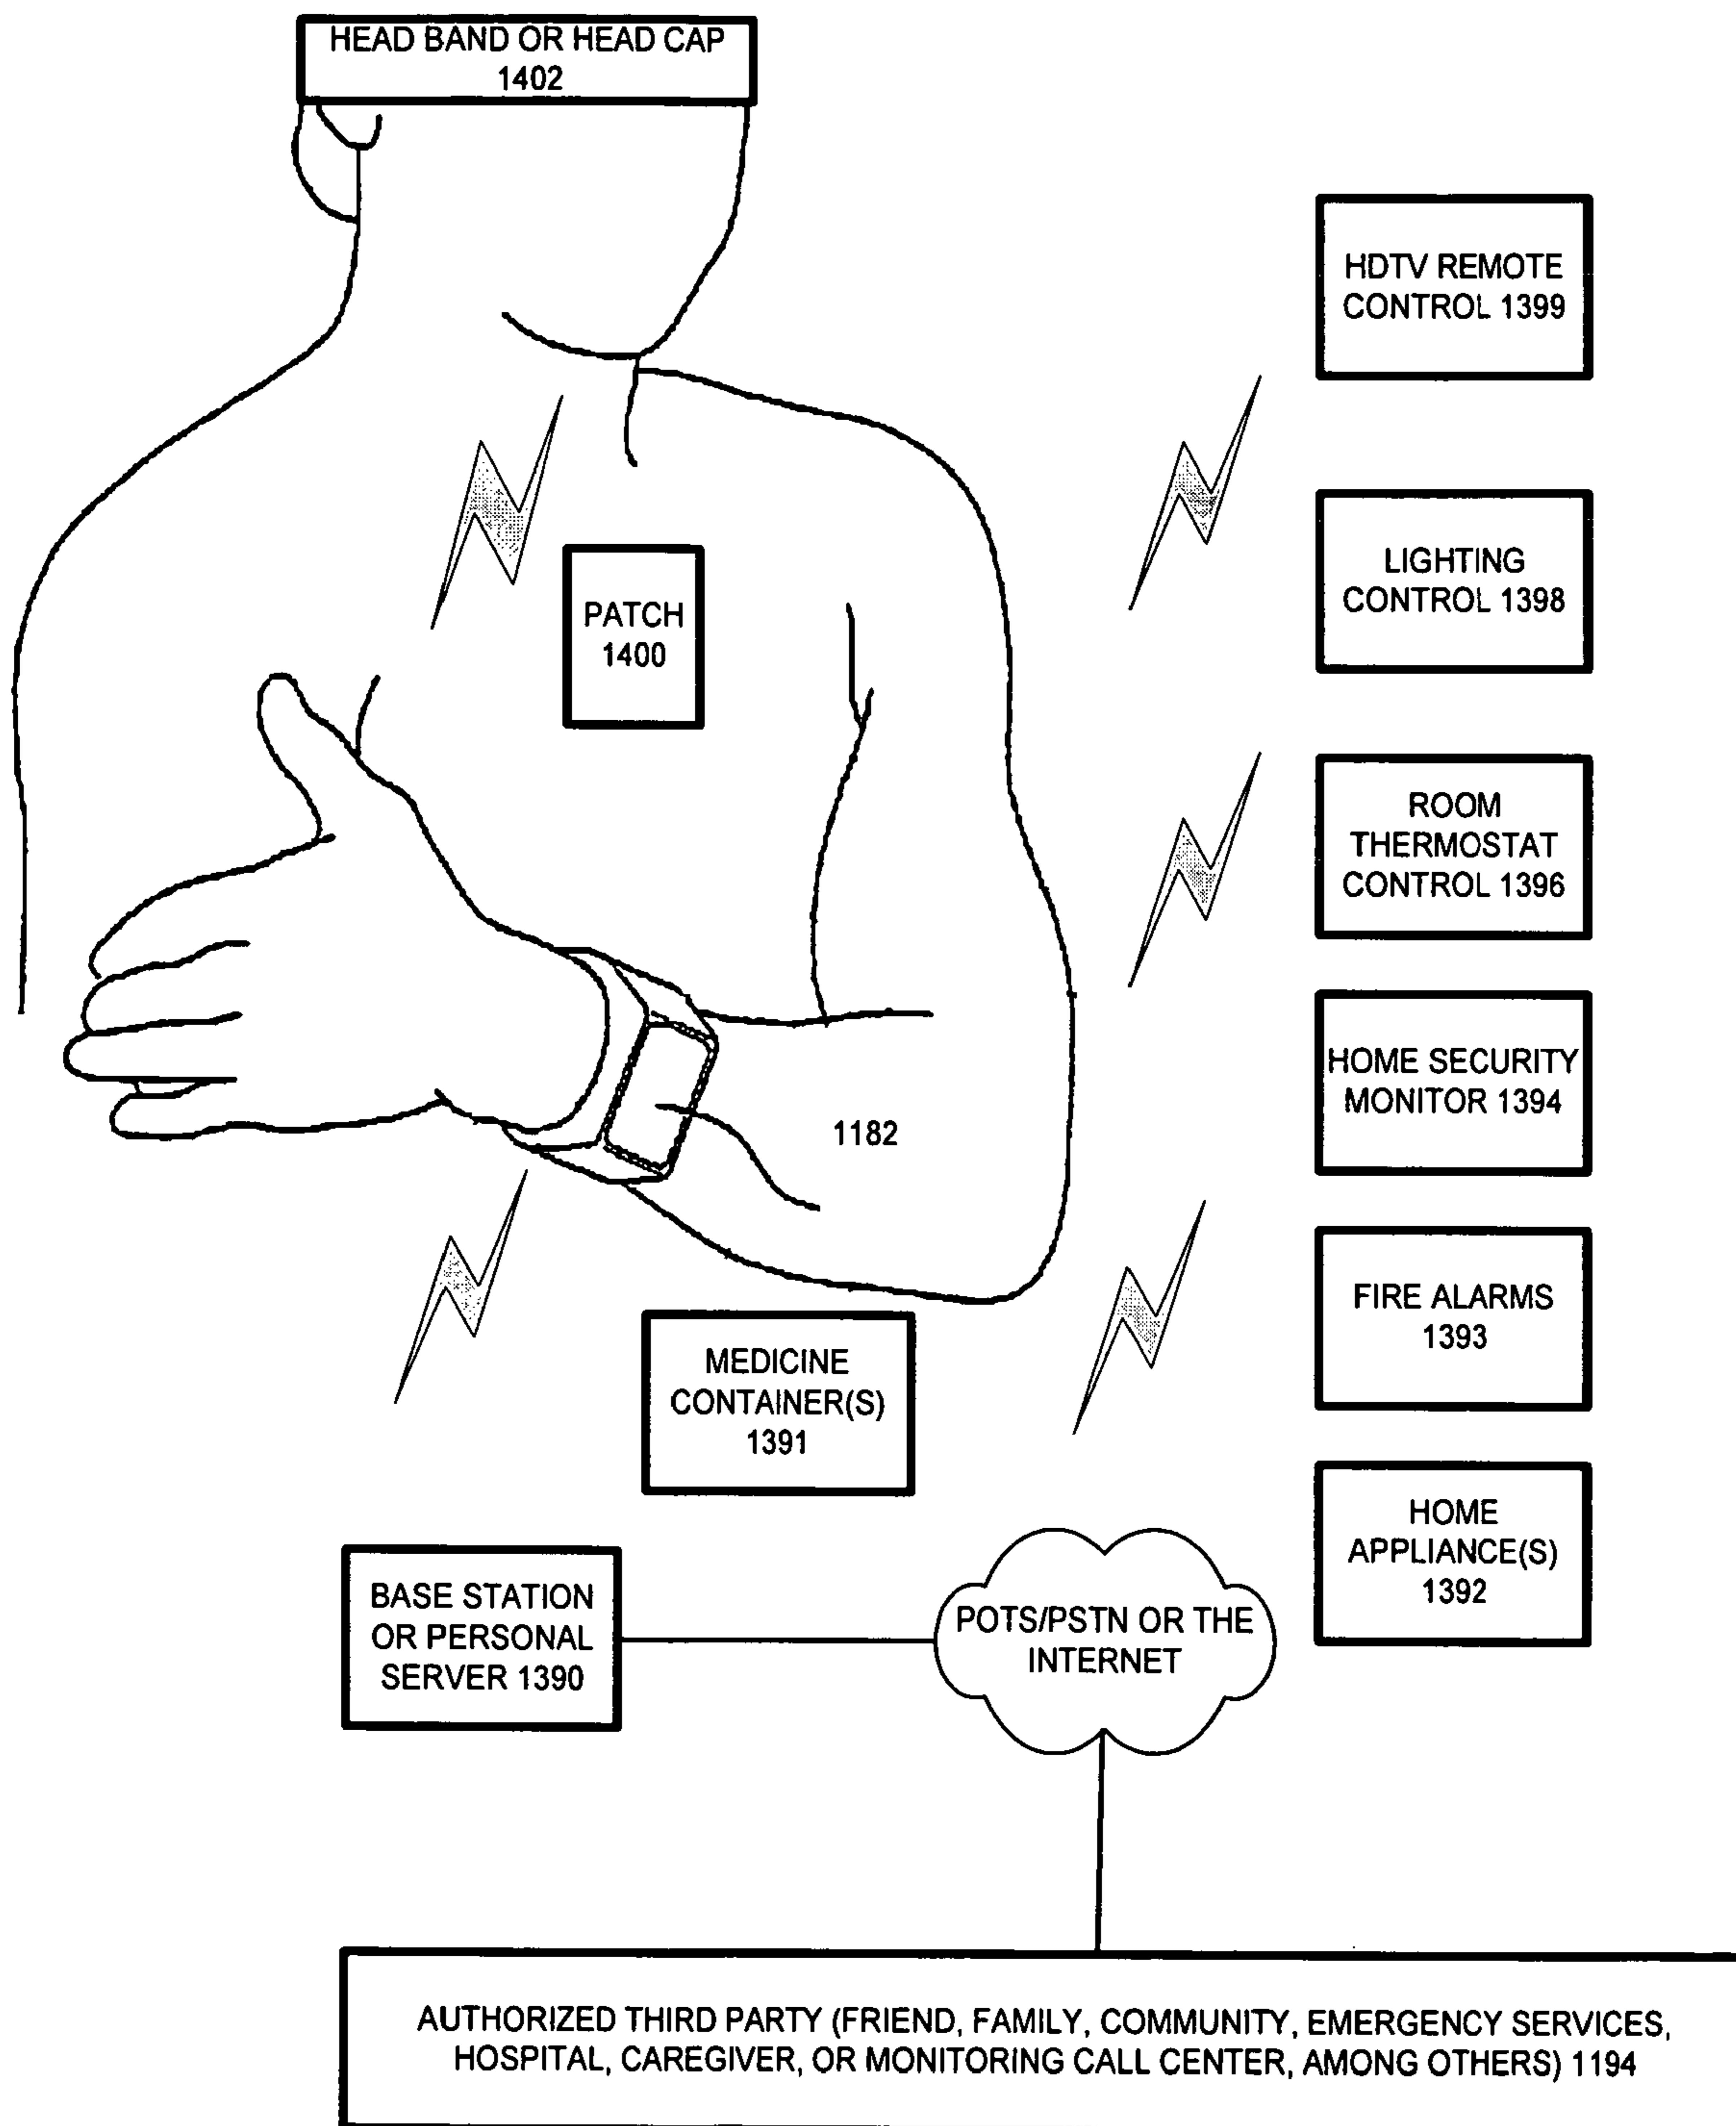 HEAD BAND OR HEAD CAP
1402
HDTV REMOTE
CONTROL 1399
LIGHTING
CONTROL 1398
PATCH
1400
ROOM
THERMOSTAT
CONTROL 1396
HOME SECURITY
MONITOR 1394
1182
FIRE ALARMS
1393
MEDICINE
CONTAINER(S)
1391
HOME
APPLIANCE(S)
1392
BASE STATION
OR PERSONAL
SERVER 1390
POTS/PSTN OR THE
INTERNET
AUTHORIZED THIRD PARTY (FRIEND, FAMILY, COMMUNITY, EMERGENCY SERVICES,
HOSPITAL, CAREGIVER, OR MONITORING CALL CENTER, AMONG OTHERS) 1194